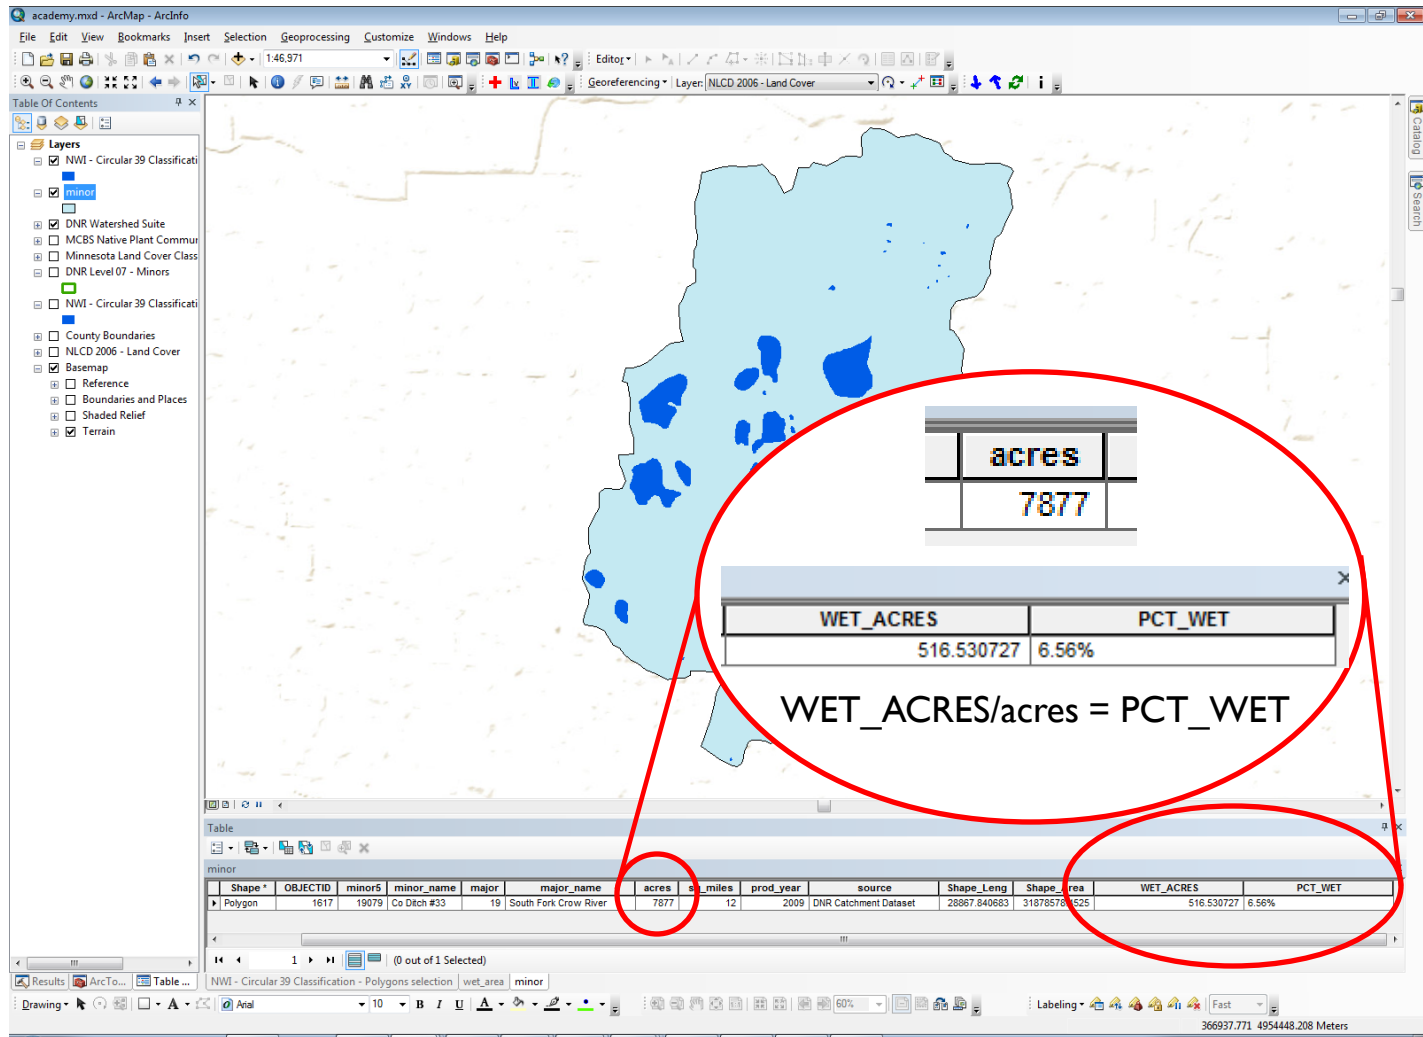 academy.mxd - ArcMap - ArcInfo
File Edit View Bookmarks Insert Selection Geoprocessing Customize Windows Help
1:46,971 Editor
Georeferencing Layer: NLCD 2006 - Land Cover
Table Of Contents
Layers
NWI - Circular 39 Classificati
minor
DNR Watershed Suite
MCBS Native Plant Commun
Minnesota Land Cover Class
DNR Level 07 - Minors
NWI - Circular 39 Classificati
County Boundaries
NLCD 2006 - Land Cover
Basemap
Reference
Boundaries and Places
Shaded Relief
Terrain
Catalog
Search
acres
7877
WET_ACRES PCT_WET
516.530727 6.56%
WET_ACRES/acres = PCT_WET
Table
minor
Shape * OBJECTID minor5 minor_name major major_name acres sq_miles prod_year source Shape_Leng Shape_Area WET_ACRES PCT_WET
Polygon 1617 19079 Co Ditch #33 19 South Fork Crow River 7877 12 2009 DNR Catchment Dataset 28867.840683 516.530727 6.56%
1 (0 out of 1 Selected)
Results ArcTo... Table ... NWI - Circular 39 Classification - Polygons selection wet_area minor
Drawing A Arial 10 B I U A 60% Labeling Fast
366937.771 4954448.208 Meters